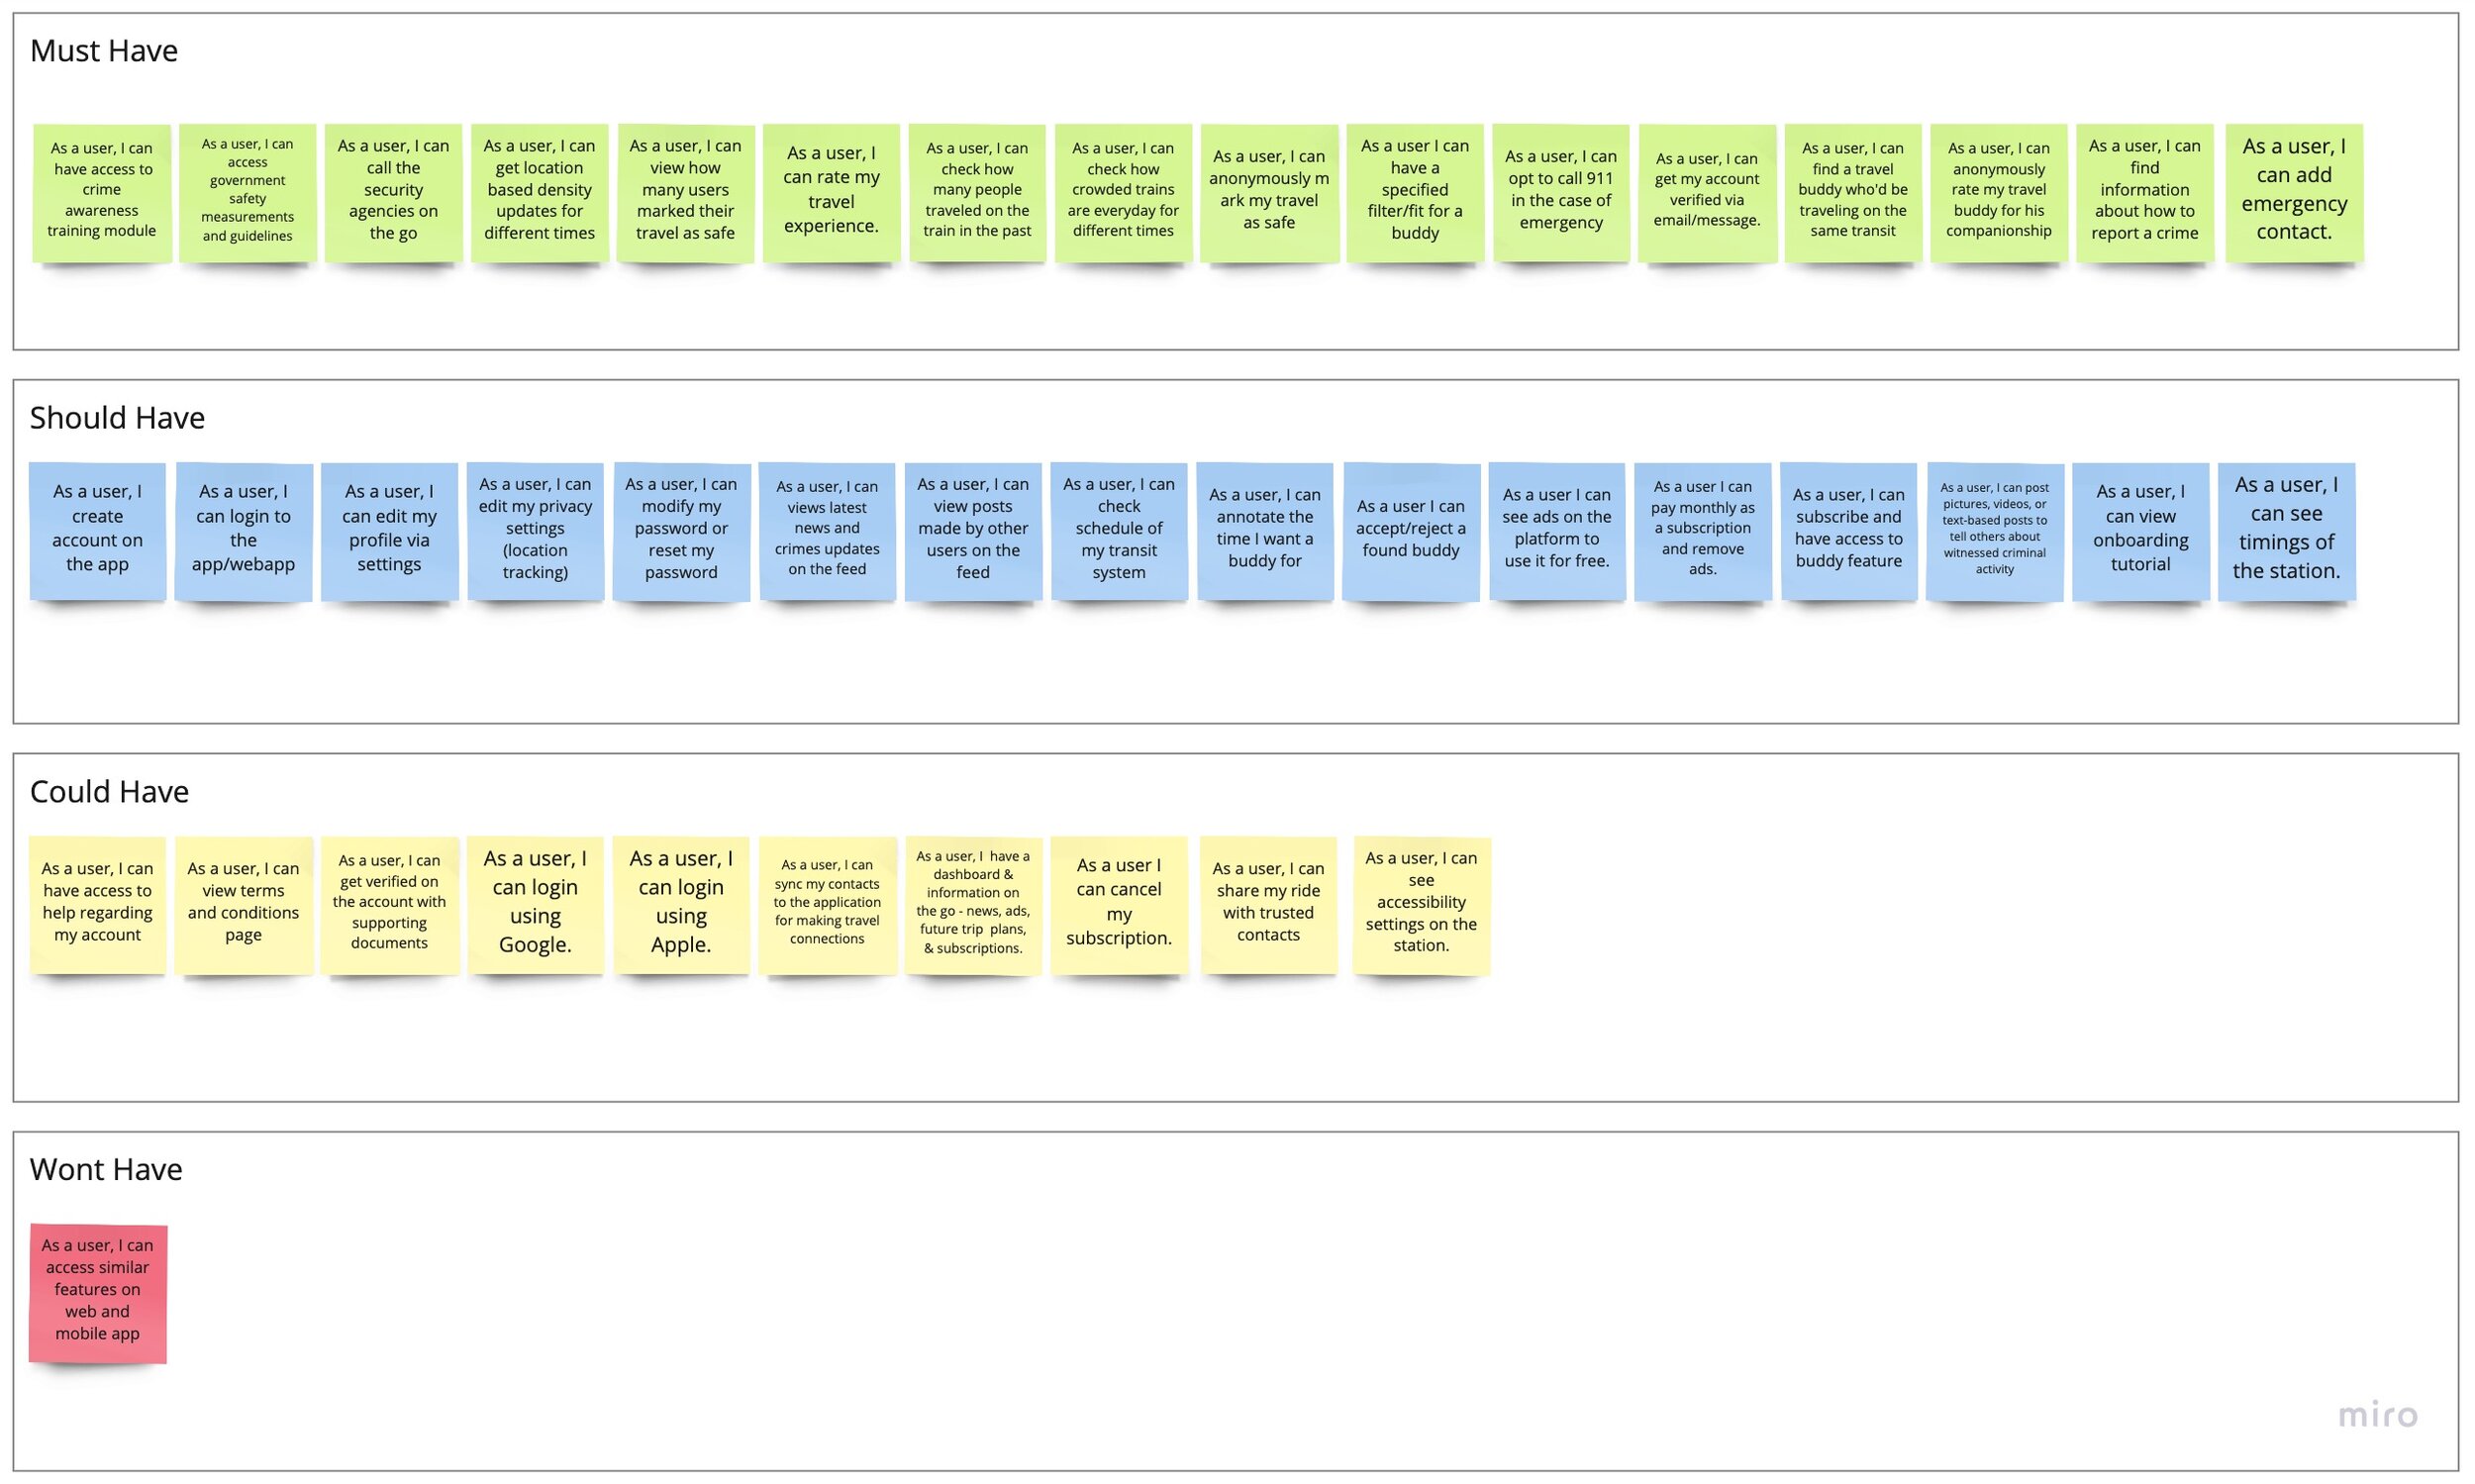 Must Have
As a user, I can
have access to
crime
awareness
training module
As a user, I can
access
government
safety
measurements
and guidelines
As a user, I can
call the
security
agencies on
the go
As a user, I can
get location
based density
updates for
different times
As a user, I can
view how
many users
marked their
travel as safe
As a user, I
can rate my
travel
experience.
As a user, I can
check how
many people
traveled on the
train in the past
As a user, I can
check how
crowded trains
are everyday for
different times
As a user, I can
anonymously m
ark my travel
as safe
As a user I can
have a
specified
filter/fit for a
buddy
As a user, I can
opt to call 911
in the case of
emergency
As a user, I can
get my account
verified via
email/message.
As a user, I can
find a travel
buddy who'd be
traveling on the
same transit
As a user, I can
anonymously
rate my travel
buddy for his
companionship
As a user, I can
find
information
about how to
report a crime
As a user, I
can add
emergency
contact.
Should Have
As a user, I
create
account on
the app
As a user, I
can login to
the
app/webapp
As a user, I
can edit my
profile via
settings
As a user, I can
edit my privacy
settings
(location
tracking)
As a user, I can
modify my
password or
reset my
password
As a user, I can
views latest
news and
crimes updates
on the feed
As a user, I can
view posts
made by other
users on the
feed
As a user, I can
check
schedule of
my transit
system
As a user, I can
annotate the
time I want a
buddy for
As a user I can
accept/reject a
found buddy
As a user I can
see ads on the
platform to
use it for free.
As a user I can
pay monthly as
a subscription
and remove
ads.
As a user, I can
subscribe and
have access to
buddy feature
As a user, I can post
pictures, videos, or
text-based posts to
tell others about
witnessed criminal
activity
As a user, I
can view
onboarding
tutorial
As a user, I
can see
timings of
the station.
Could Have
As a user, I can
have access to
help regarding
my account
As a user, I can
view terms
and conditions
page
As a user, I can
get verified on
the account with
supporting
documents
As a user, I
can login
using
Google.
As a user, I
can login
using
Apple.
As a user, I can
sync my contacts
to the application
for making travel
connections
As a user, I have a
dashboard &
information on
the go - news, ads,
future trip plans,
& subscriptions.
As a user I
can cancel
my
subscription.
As a user, I can
share my ride
with trusted
contacts
As a user, I can
see
accessibility
settings on the
station.
Wont Have
As a user, I can
access similar
features on
web and
mobile app
miro